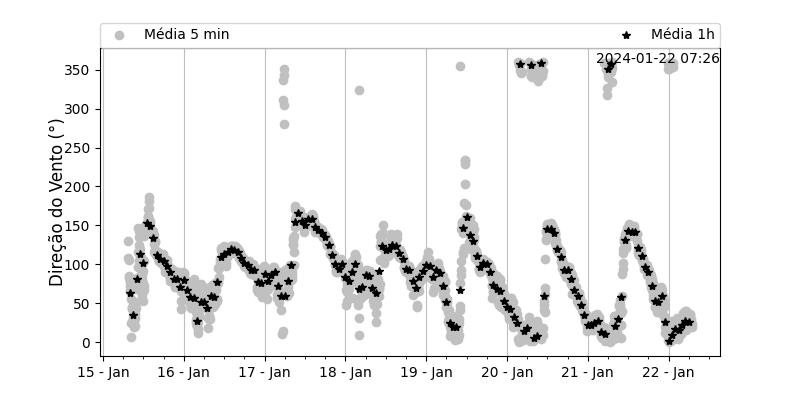 Média 5 min
Média 1h
2024-01-22 07:26
Direção do Vento (°)
350
300
250
200
150
100
50
0
15 - Jan
16 - Jan
17 - Jan
18 - Jan
19 - Jan
20 - Jan
21 - Jan
22 - Jan